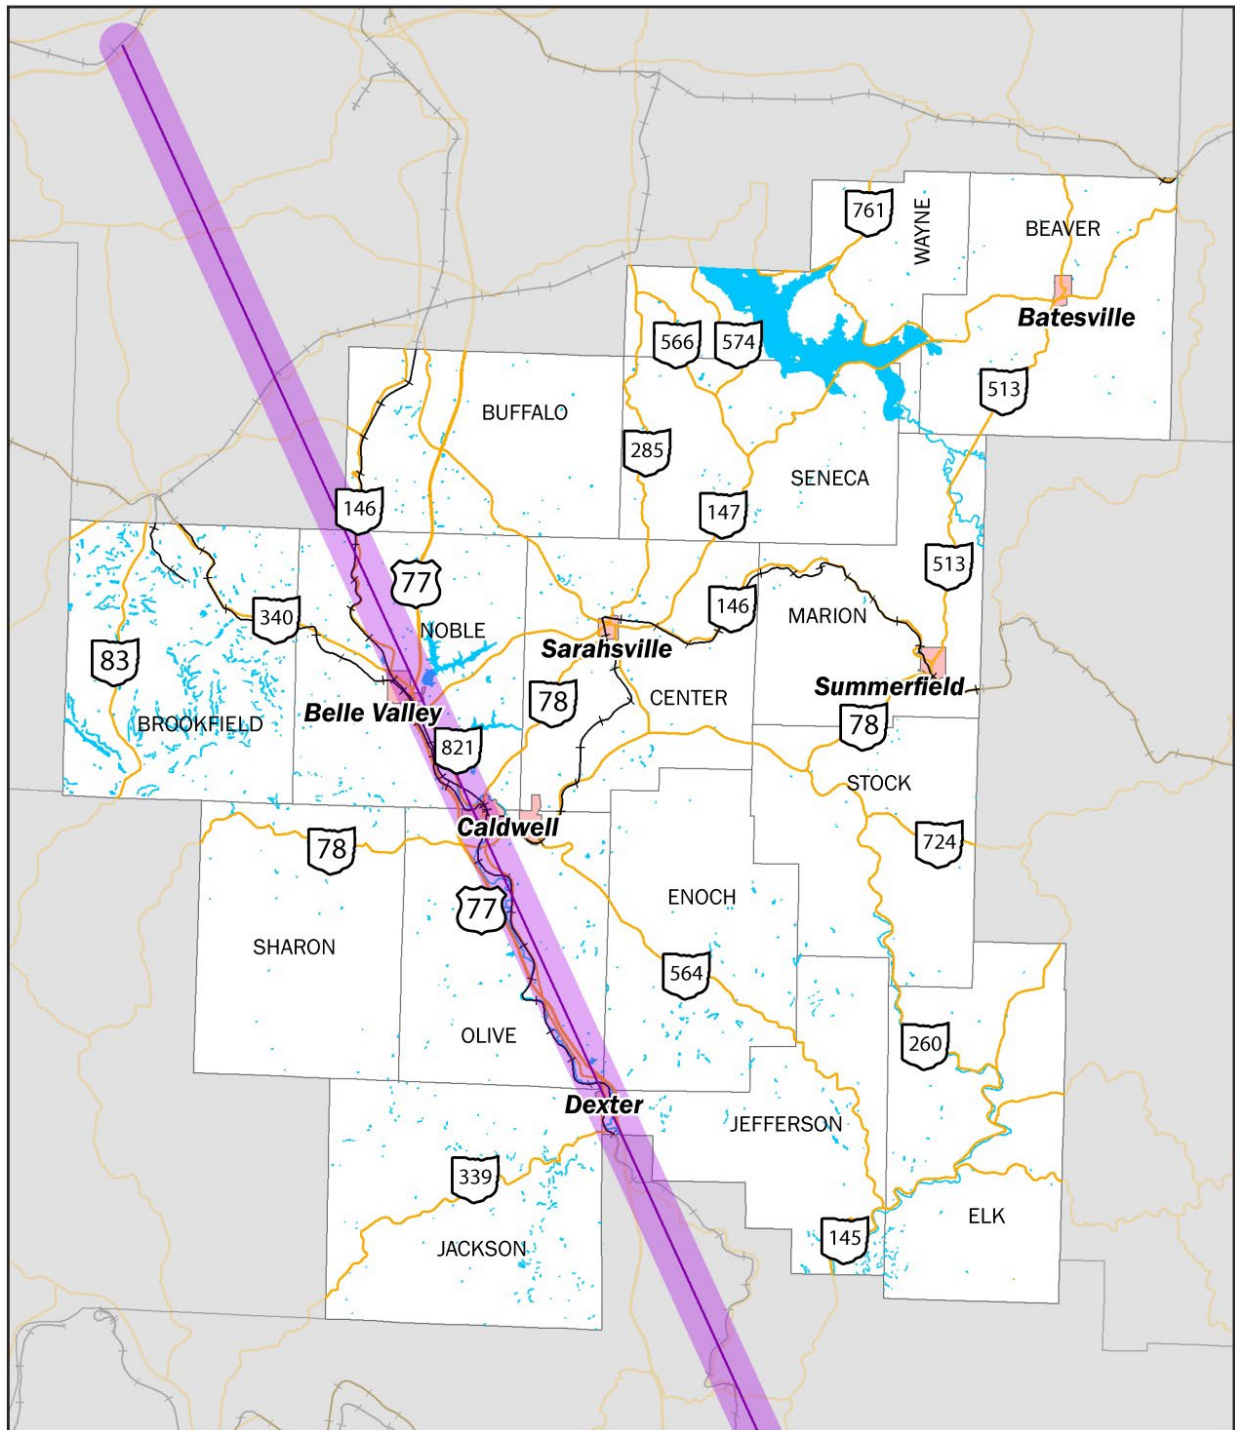 761
WAYNE
BEAVER
Batesville
566
574
513
BUFFALO
285
SENECA
146
147
513
77
340
NOBLE
146
MARION
83
Sarahsville
Summerfield
BROOKFIELD
Belle Valley
78
CENTER
78
821
STOCK
Caldwell
78
724
77
ENOCH
SHARON
564
OLIVE
260
Dexter
JEFFERSON
339
ELK
JACKSON
145